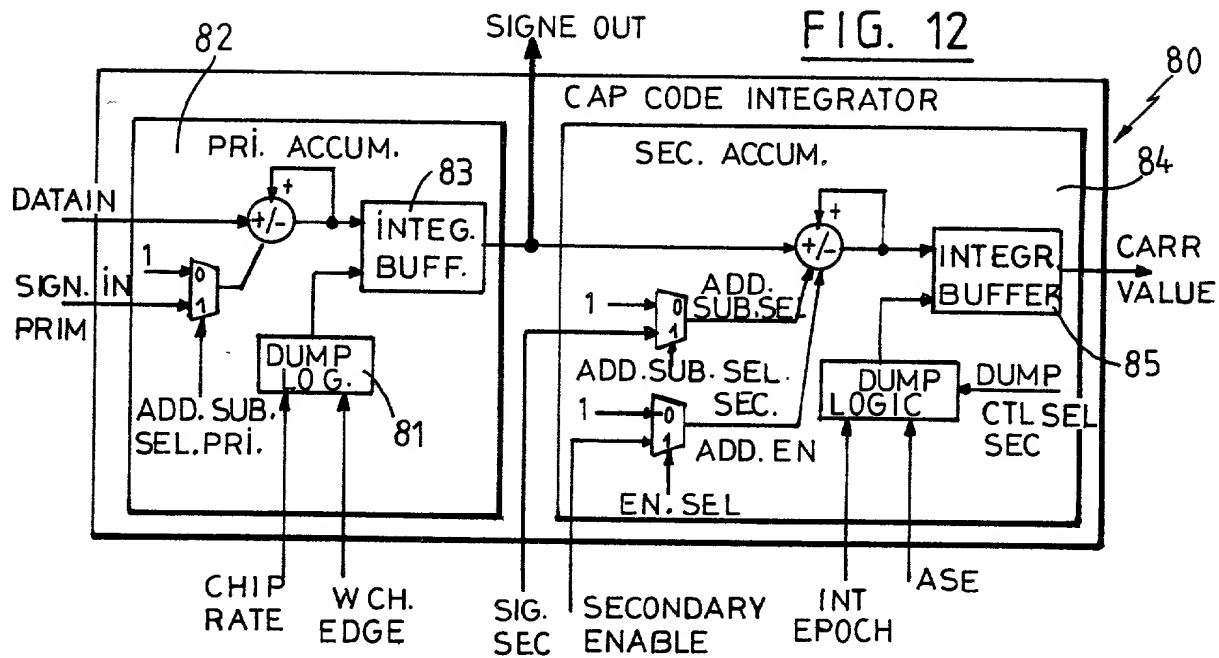 SIGNE OUT
FIG. 12
82
80
CAP CODE INTEGRATOR
PRİ. ACCUM.
SEC. ACCUM.
83
84
DATAIN
+
+/-
İNTEG.
BUFF.
+
+/-
INTEGR.
BUFFER
CARR
VALUE
1
0
1
SIGN. İN
PRIM
ADD.
SUB.SEL
1
0
1
85
DUMP
LOG.
81
ADD.SUB.
SEL.PRİ.
ADD.SUB.SEL.
SEC.
DUMP
LOGIC
DUMP
CTL SEL
SEC
1
0
1
ADD.EN
EN.SEL
CHIP
RATE
W CH.
EDGE
SIG.
SEC
SECONDARY
ENABLE
INT
EPOCH
ASE